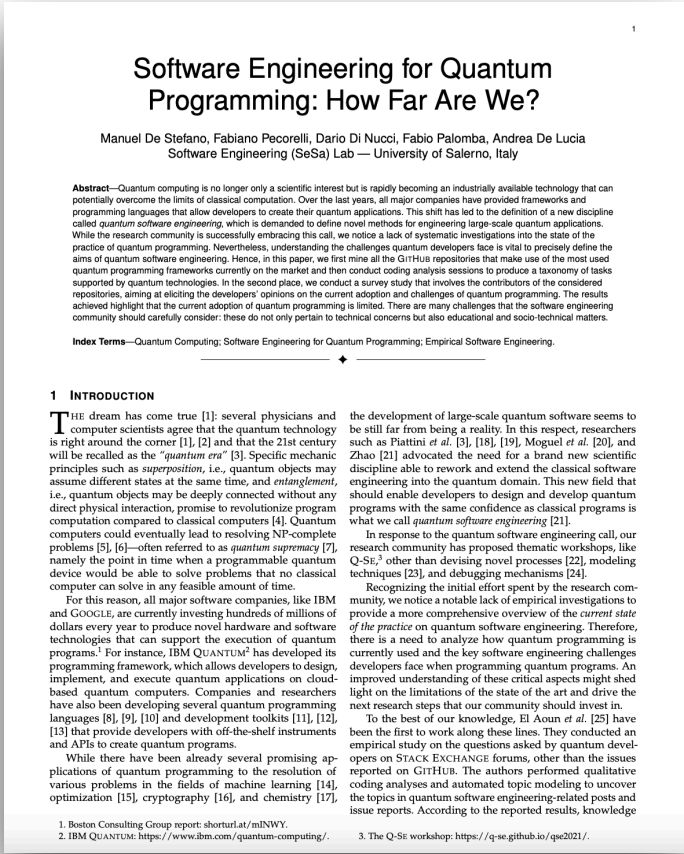 1
Software Engineering for Quantum
Programming: How Far Are We?
Manuel De Stefano, Fabiano Pecorelli, Dario Di Nucci, Fabio Palomba, Andrea De Lucia
Software Engineering (SeSa) Lab — University of Salerno, Italy
Abstract—Quantum computing is no longer only a scientific interest but is rapidly becoming an industrially available technology that can
potentially overcome the limits of classical computation. Over the last years, all major companies have provided frameworks and
programming languages that allow developers to create their quantum applications. This shift has led to the definition of a new discipline
called quantum software engineering, which is demanded to define novel methods for engineering large-scale quantum applications.
While the research community is successfully embracing this call, we notice a lack of systematic investigations into the state of the
practice of quantum programming. Nevertheless, understanding the challenges quantum developers face is vital to precisely define the
aims of quantum software engineering. Hence, in this paper, we first mine all the GITHUB repositories that make use of the most used
quantum programming frameworks currently on the market and then conduct coding analysis sessions to produce a taxonomy of tasks
supported by quantum technologies. In the second place, we conduct a survey study that involves the contributors of the considered
repositories, aiming at eliciting the developers' opinions on the current adoption and challenges of quantum programming. The results
achieved highlight that the current adoption of quantum programming is limited. There are many challenges that the software engineering
community should carefully consider: these do not only pertain to technical concerns but also educational and socio-technical matters.
Index Terms—Quantum Computing; Software Engineering for Quantum Programming; Empirical Software Engineering.
1 INTRODUCTION
THE dream has come true [1]: several physicians and
computer scientists agree that the quantum technology
is right around the corner [1], [2] and that the 21st century
will be recalled as the "quantum era" [3]. Specific mechanic
principles such as superposition, i.e., quantum objects may
assume different states at the same time, and entanglement,
i.e., quantum objects may be deeply connected without any
direct physical interaction, promise to revolutionize program
computation compared to classical computers [4]. Quantum
computers could eventually lead to resolving NP-complete
problems [5], [6]—often referred to as quantum supremacy [7],
namely the point in time when a programmable quantum
device would be able to solve problems that no classical
computer can solve in any feasible amount of time.
For this reason, all major software companies, like IBM
and GOOGLE, are currently investing hundreds of millions of
dollars every year to produce novel hardware and software
technologies that can support the execution of quantum
programs.1 For instance, IBM QUANTUM2 has developed its
programming framework, which allows developers to design,
implement, and execute quantum applications on cloud-
based quantum computers. Companies and researchers
have also been developing several quantum programming
languages [8], [9], [10] and development toolkits [11], [12],
[13] that provide developers with off-the-shelf instruments
and APIs to create quantum programs.
While there have been already several promising ap-
plications of quantum programming to the resolution of
various problems in the fields of machine learning [14],
optimization [15], cryptography [16], and chemistry [17],
1. Boston Consulting Group report: shorturl.at/mINWY.
2. IBM QUANTUM: https://www.ibm.com/quantum-computing/.
the development of large-scale quantum software seems to
be still far from being a reality. In this respect, researchers
such as Piattini et al. [3], [18], [19], Moguel et al. [20], and
Zhao [21] advocated the need for a brand new scientific
discipline able to rework and extend the classical software
engineering into the quantum domain. This new field that
should enable developers to design and develop quantum
programs with the same confidence as classical programs is
what we call quantum software engineering [21].
In response to the quantum software engineering call, our
research community has proposed thematic workshops, like
Q-SE,3 other than devising novel processes [22], modeling
techniques [23], and debugging mechanisms [24].
Recognizing the initial effort spent by the research com-
munity, we notice a notable lack of empirical investigations to
provide a more comprehensive overview of the current state
of the practice on quantum software engineering. Therefore,
there is a need to analyze how quantum programming is
currently used and the key software engineering challenges
developers face when programming quantum programs. An
improved understanding of these critical aspects might shed
light on the limitations of the state of the art and drive the
next research steps that our community should invest in.
To the best of our knowledge, El Aoun et al. [25] have
been the first to work along these lines. They conducted an
empirical study on the questions asked by quantum devel-
opers on STACK EXCHANGE forums, other than the issues
reported on GITHUB. The authors performed qualitative
coding analyses and automated topic modeling to uncover
the topics in quantum software engineering-related posts and
issue reports. According to the reported results, knowledge
3. The Q-SE workshop: https://q-se.github.io/qse2021/.